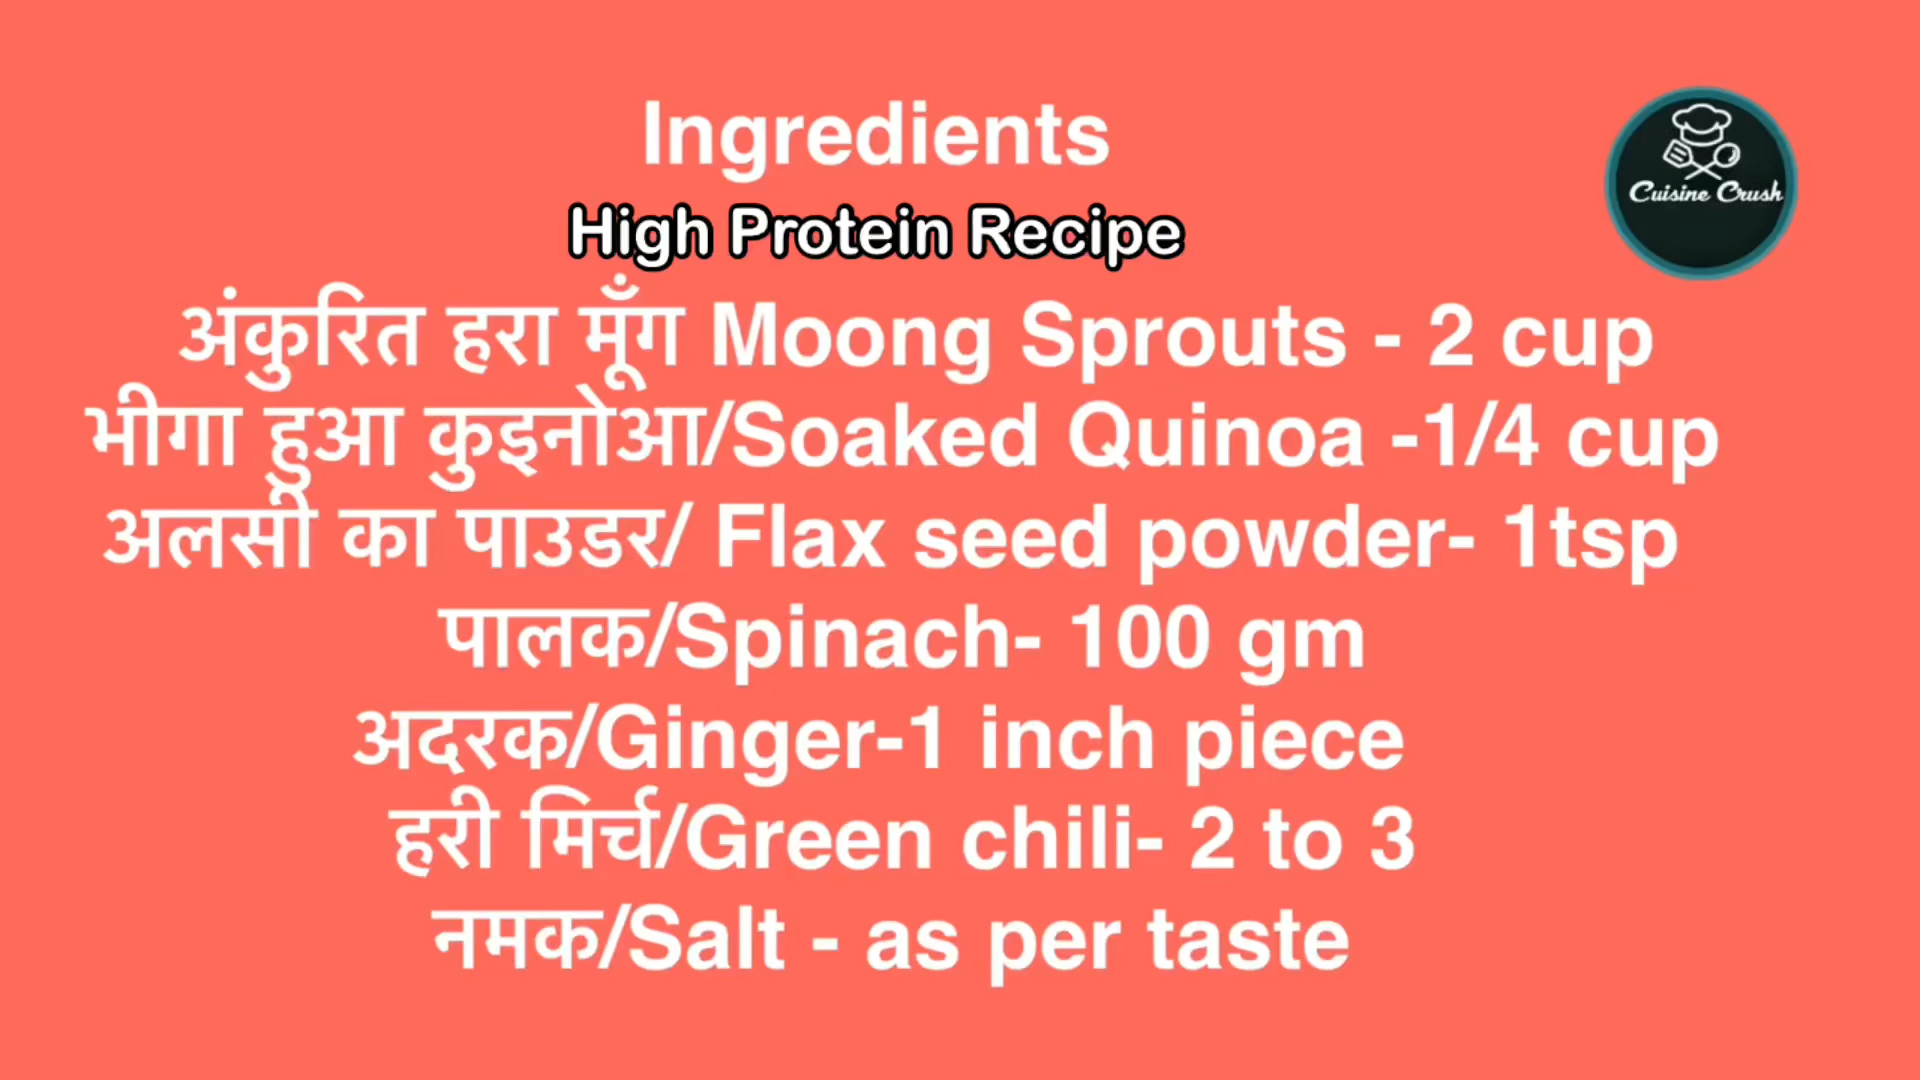 Ingredients
High Protein Recipe
Cuisine Crush
अंकुरित हरा मूँग Moong Sprouts - 2 cup
भीगा हुआ कुइनोआ/Soaked Quinoa -1/4 cup
अलसी का पाउडर/ Flax seed powder- 1tsp
पालक/Spinach- 100 gm
अदरक/Ginger-1 inch piece
हरी मिर्च/Green chili- 2 to 3
नमक/Salt - as per taste